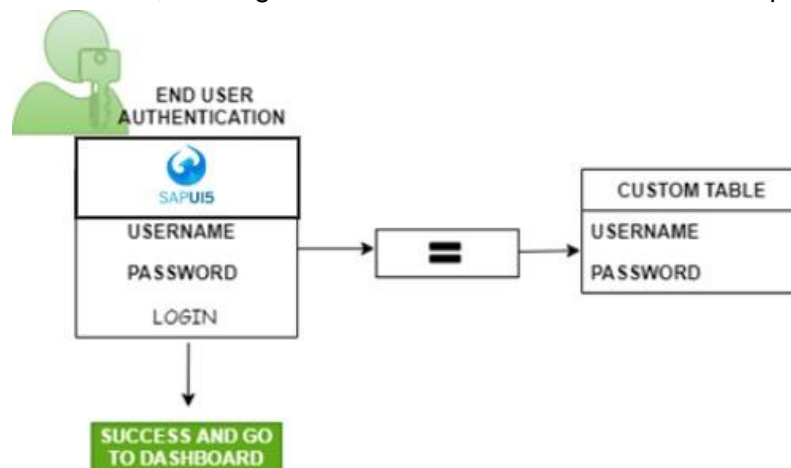 END USER
AUTHENTICATION
SAPUI5
USERNAME
PASSWORD
LOGIN
=
CUSTOM TABLE
USERNAME
PASSWORD
SUCCESS AND GO
TO DASHBOARD